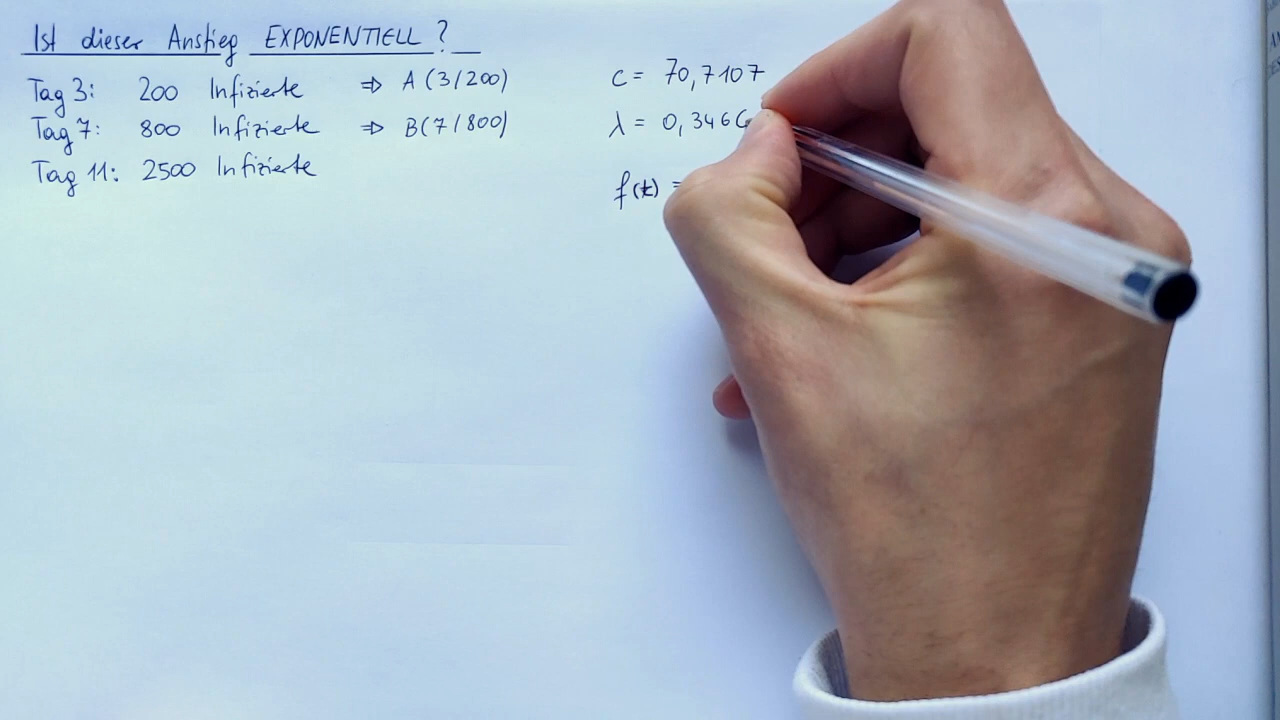 Ist dieser Anstieg EXPONENTIELL ?
Tag 3: 200 Infizierte ⇒ A (3/200)
Tag 7: 800 Infizierte ⇒ B(7/800)
Tag 11: 2500 Infizierte
c = 70,7107
λ = 0,3466
f(t) =